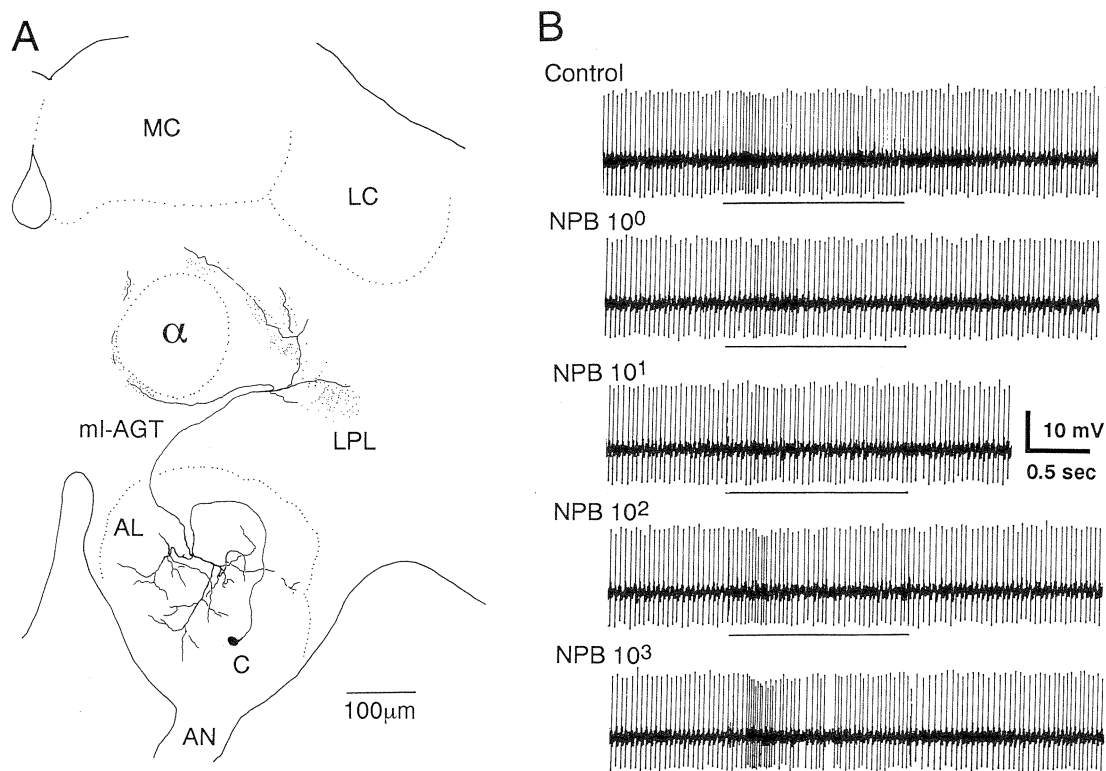 A
MC
LC
α
ml-AGT
LPL
AL
C
100μm
AN
B
Control
NPB 10⁰
NPB 10¹
10 mV
0.5 sec
NPB 10²
NPB 10³